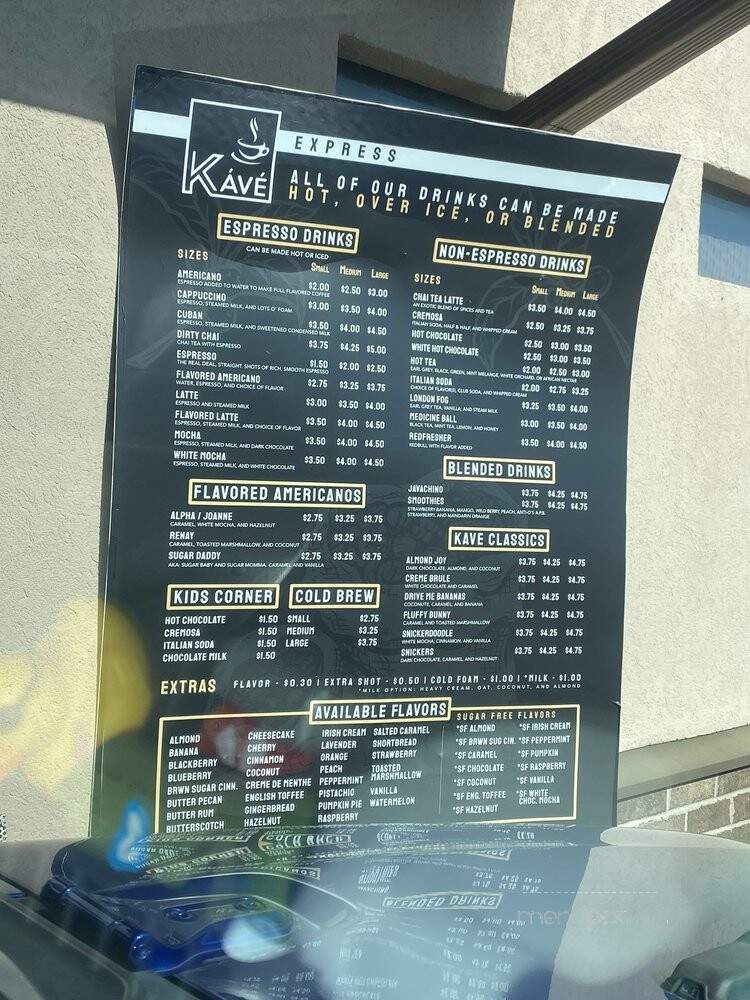 KÁVÉ
EXPRESS
ALL OF OUR DRINKS CAN BE MADE
HOT, OVER ICE, OR BLENDED
ESPRESSO DRINKS
CAN BE MADE HOT OR ICED
SIZES Small Medium Large
AMERICANO $2.00 $2.50 $3.00
ESPRESSO ADDED TO WATER TO MAKE FULL FLAVORED COFFEE
CAPPUCCINO $3.00 $3.50 $4.00
ESPRESSO, STEAMED MILK, AND LOTS O' FOAM
CUBAN $3.50 $4.00 $4.50
ESPRESSO, STEAMED MILK, AND SWEETENED CONDENSED MILK
DIRTY CHAI $3.75 $4.25 $5.00
CHAI TEA WITH ESPRESSO
ESPRESSO $1.50 $2.00 $2.50
THE REAL DEAL, STRAIGHT SHOTS OF RICH, SMOOTH ESPRESSO
FLAVORED AMERICANO $2.75 $3.25 $3.75
WATER, ESPRESSO, AND CHOICE OF FLAVOR
LATTE $3.00 $3.50 $4.00
ESPRESSO AND STEAMED MILK
FLAVORED LATTE $3.50 $4.00 $4.50
ESPRESSO, STEAMED MILK, AND CHOICE OF FLAVOR
MOCHA $3.50 $4.00 $4.50
ESPRESSO, STEAMED MILK, AND DARK CHOCOLATE
WHITE MOCHA $3.50 $4.00 $4.50
ESPRESSO, STEAMED MILK, AND WHITE CHOCOLATE
FLAVORED AMERICANOS
ALPHA / JOANNE $2.75 $3.25 $3.75
CARAMEL, WHITE MOCHA, AND HAZELNUT
RENAY $2.75 $3.25 $3.75
CARAMEL, TOASTED MARSHMALLOW, AND COCONUT
SUGAR DADDY $2.75 $3.25 $3.75
AKA: SUGAR BABY AND SUGAR MOMMA. CARAMEL AND VANILLA
KIDS CORNER
HOT CHOCOLATE $1.50
CREMOSA $1.50
ITALIAN SODA $1.50
CHOCOLATE MILK $1.50
COLD BREW
SMALL $2.75
MEDIUM $3.25
LARGE $3.75
NON-ESPRESSO DRINKS
SIZES Small Medium Large
CHAI TEA LATTE $3.50 $4.00 $4.50
AN EXOTIC BLEND OF SPICES AND TEA
CREMOSA $2.50 $3.25 $3.75
ITALIAN SODA, HALF & HALF, AND WHIPPED CREAM
HOT CHOCOLATE $2.50 $3.00 $3.50
WHITE HOT CHOCOLATE $2.50 $3.00 $3.50
HOT TEA $2.00 $2.50 $3.00
EARL GREY, BLACK, GREEN, MINT MELANGE, WHITE ORCHARD, OR AFRICAN NECTAR
ITALIAN SODA $2.00 $2.75 $3.25
CHOICE OF FLAVORED, CLUB SODA, AND WHIPPED CREAM
LONDON FOG $3.25 $3.50 $4.00
EARL GREY TEA, VANILLA, AND STEAM MILK
MEDICINE BALL $3.00 $3.50 $4.00
BLACK TEA, MINT TEA, LEMON, AND HONEY
REDFRESHER $3.50 $4.00 $4.50
REDBULL WITH FLAVOR ADDED
BLENDED DRINKS
JAVACHINO $3.75 $4.25 $4.75
SMOOTHIES $3.75 $4.25 $4.75
STRAWBERRY BANANA, MANGO, WILD BERRY, PEACH,
STRAWBERRY, AND MANDARIN ORANGE
KAVE CLASSICS
ALMOND JOY $3.75 $4.25 $4.75
DARK CHOCOLATE, ALMOND, AND COCONUT
CREME BRULE $3.75 $4.25 $4.75
WHITE CHOCOLATE AND CARAMEL
DRIVE ME BANANAS $3.75 $4.25 $4.75
COCONUTE, CARAMEL, AND BANANA
FLUFFY BUNNY $3.75 $4.25 $4.75
CARAMEL AND TOASTED MARSHMALLOW
SNICKERDOODLE $3.75 $4.25 $4.75
WHITE MOCHA, CINNAMON, AND VANILLA
SNICKERS $3.75 $4.25 $4.75
DARK CHOCOLATE, CARAMEL, AND HAZELNUT
EXTRAS FLAVOR - $0.30 | EXTRA SHOT - $0.50 | COLD FOAM - $1.00 | *MILK - $1.00
*MILK OPTION: HEAVY CREAM, OAT, COCONUT, AND ALMOND
AVAILABLE FLAVORS
ALMOND
BANANA
BLACKBERRY
BLUEBERRY
BRWN SUGAR CINN.
BUTTER PECAN
BUTTER RUM
BUTTERSCOTCH
CHEESECAKE
CHERRY
CINNAMON
COCONUT
CREME DE MENTHE
ENGLISH TOFFEE
GINGERBREAD
HAZELNUT
IRISH CREAM
LAVENDER
ORANGE
PEACH
PEPPERMINT
PISTACHIO
PUMPKIN PIE
RASPBERRY
SALTED CARAMEL
SHORTBREAD
STRAWBERRY
TOASTED
MARSHMALLOW
VANILLA
WATERMELON
SUGAR FREE FLAVORS
*SF ALMOND
*SF BRWN SUG CIN.
*SF CARAMEL
*SF CHOCOLATE
*SF COCONUT
*SF ENG. TOFFEE
*SF HAZELNUT
*SF IRISH CREAM
*SF PEPPERMINT
*SF PUMPKIN
*SF RASPBERRY
*SF VANILLA
*SF WHITE
CHOC. MOCHA